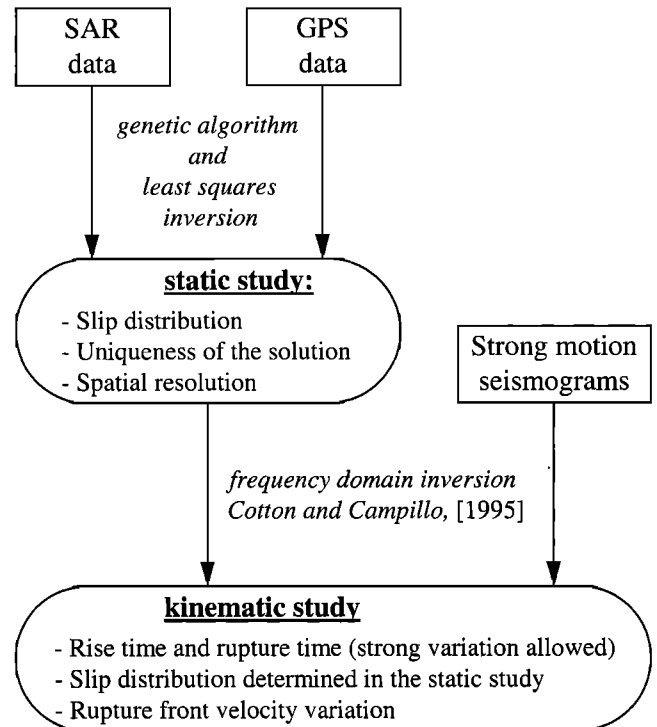 SAR
data
GPS
data
genetic algorithm
and
least squares
inversion
static study:
- Slip distribution
- Uniqueness of the solution
- Spatial resolution
Strong motion
seismograms
frequency domain inversion
Cotton and Campillo, [1995]
kinematic study
- Rise time and rupture time (strong variation allowed)
- Slip distribution determined in the static study
- Rupture front velocity variation